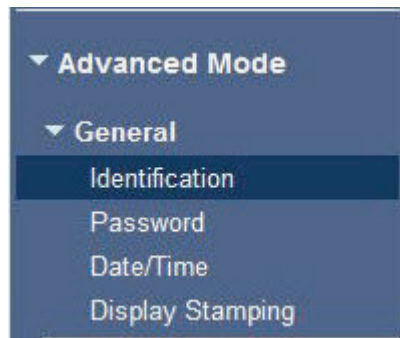 Advanced Mode
General
Identification
Password
Date/Time
Display Stamping